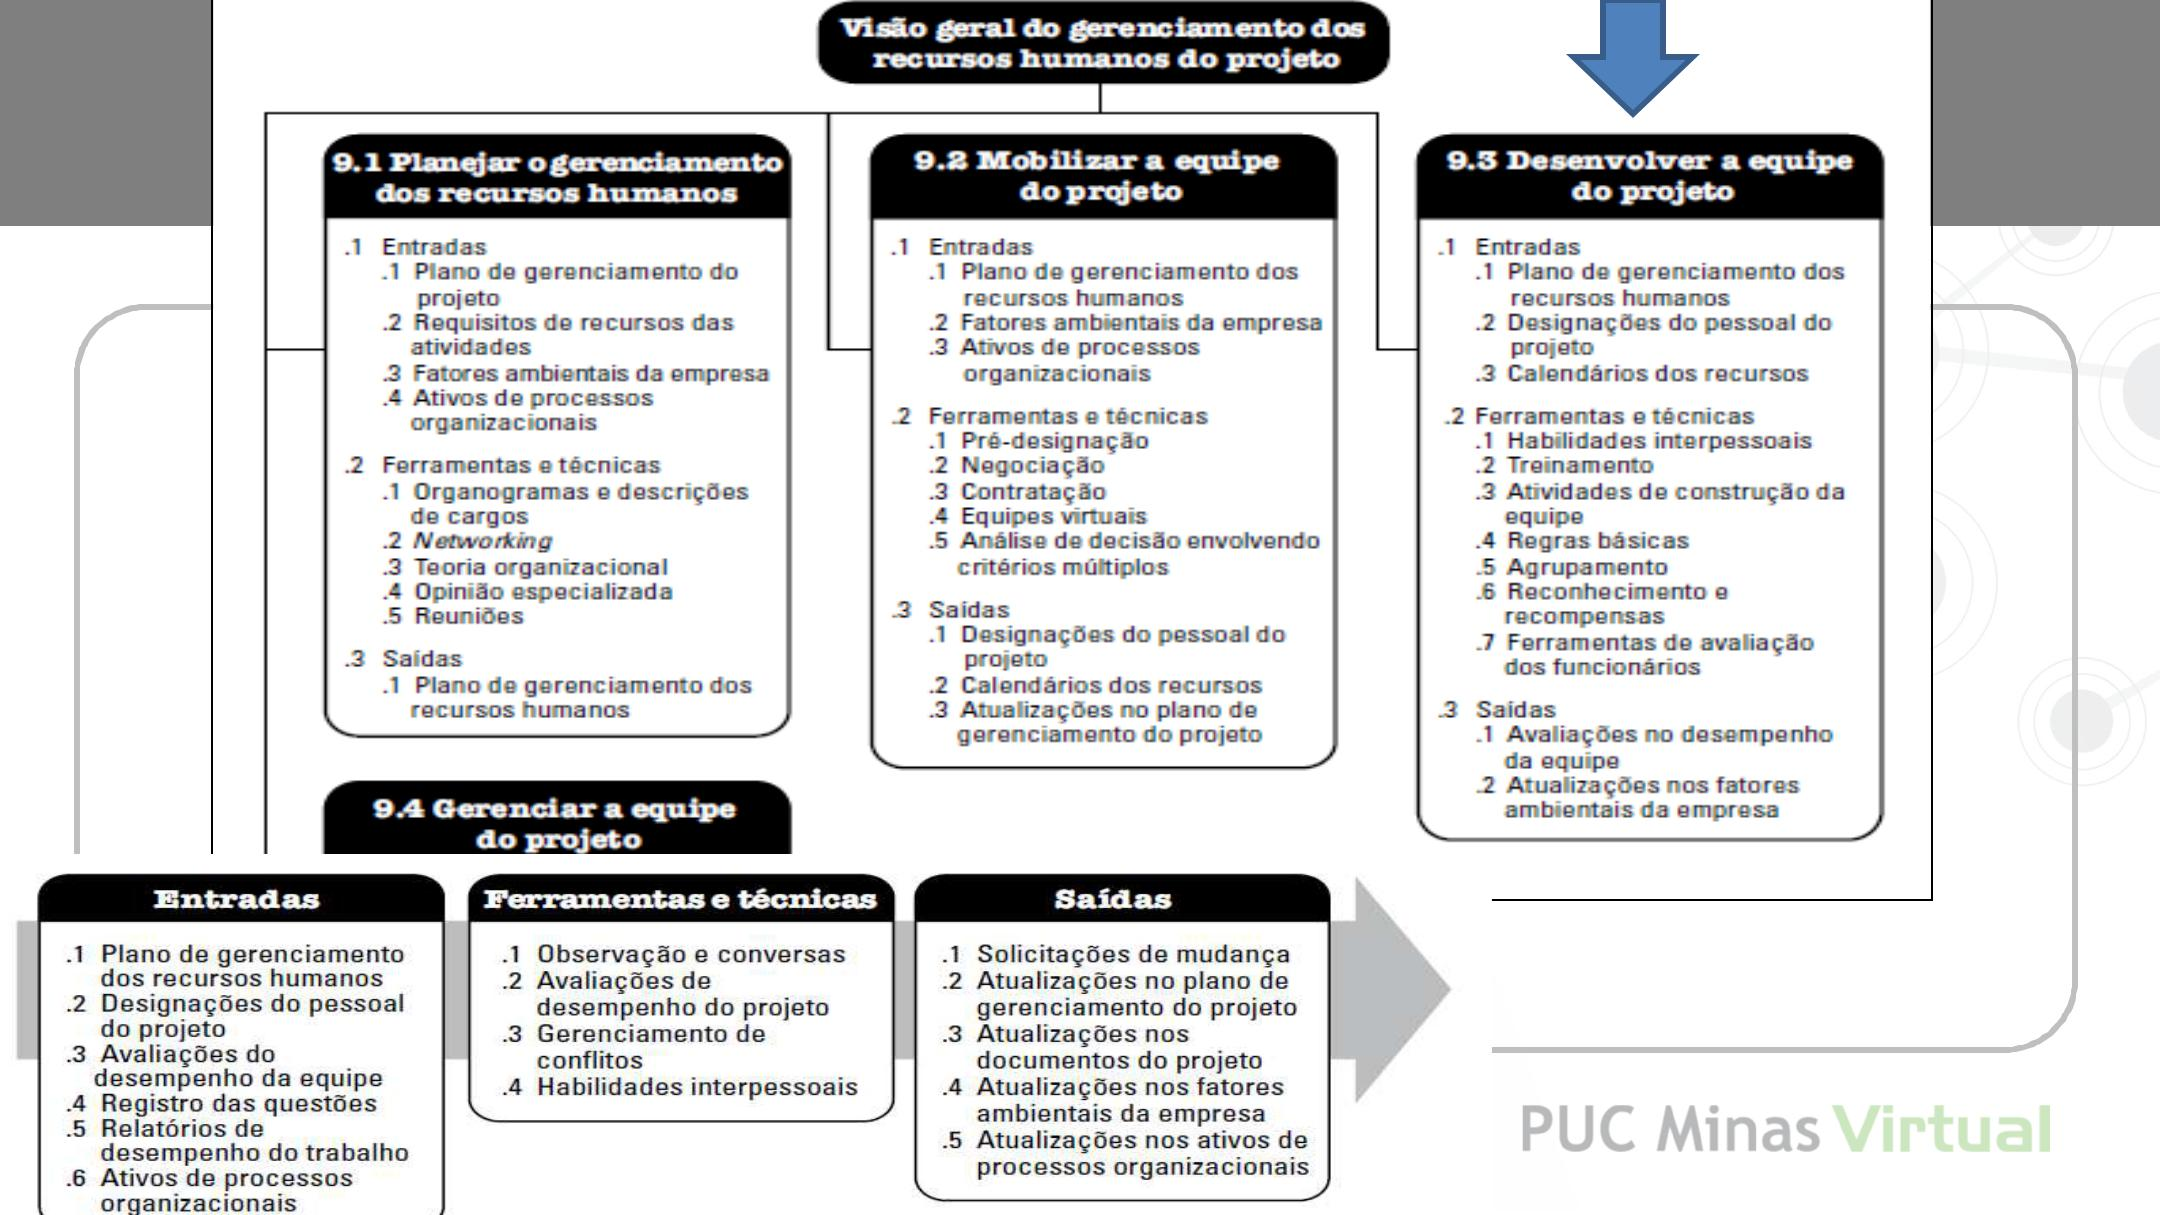 Visão geral do gerenciamento dos
recursos humanos do projeto
9.1 Planejar o gerenciamento
dos recursos humanos
.1 Entradas
.1 Plano de gerenciamento do
projeto
.2 Requisitos de recursos das
atividades
.3 Fatores ambientais da empresa
.4 Ativos de processos
organizacionais
.2 Ferramentas e técnicas
.1 Organogramas e descrições
de cargos
.2 Networking
.3 Teoria organizacional
.4 Opinião especializada
.5 Reuniões
.3 Saídas
.1 Plano de gerenciamento dos
recursos humanos
9.2 Mobilizar a equipe
do projeto
.1 Entradas
.1 Plano de gerenciamento dos
recursos humanos
.2 Fatores ambientais da empresa
.3 Ativos de processos
organizacionais
.2 Ferramentas e técnicas
.1 Pré-designação
.2 Negociação
.3 Contratação
.4 Equipes virtuais
.5 Análise de decisão envolvendo
critérios múltiplos
.3 Saídas
.1 Designações do pessoal do
projeto
.2 Calendários dos recursos
.3 Atualizações no plano de
gerenciamento do projeto
9.3 Desenvolver a equipe
do projeto
.1 Entradas
.1 Plano de gerenciamento dos
recursos humanos
.2 Designações do pessoal do
projeto
.3 Calendários dos recursos
.2 Ferramentas e técnicas
.1 Habilidades interpessoais
.2 Treinamento
.3 Atividades de construção da
equipe
.4 Regras básicas
.5 Agrupamento
.6 Reconhecimento e
recompensas
.7 Ferramentas de avaliação
dos funcionários
.3 Saídas
.1 Avaliações no desempenho
da equipe
.2 Atualizações nos fatores
ambientais da empresa
9.4 Gerenciar a equipe
do projeto
Entradas
.1 Plano de gerenciamento
dos recursos humanos
.2 Designações do pessoal
do projeto
.3 Avaliações do
desempenho da equipe
.4 Registro das questões
.5 Relatórios de
desempenho do trabalho
.6 Ativos de processos
organizacionais
Ferramentas e técnicas
.1 Observação e conversas
.2 Avaliações de
desempenho do projeto
.3 Gerenciamento de
conflitos
.4 Habilidades interpessoais
Saídas
.1 Solicitações de mudança
.2 Atualizações no plano de
gerenciamento do projeto
.3 Atualizações nos
documentos do projeto
.4 Atualizações nos fatores
ambientais da empresa
.5 Atualizações nos ativos de
processos organizacionais
PUC Minas Virtual